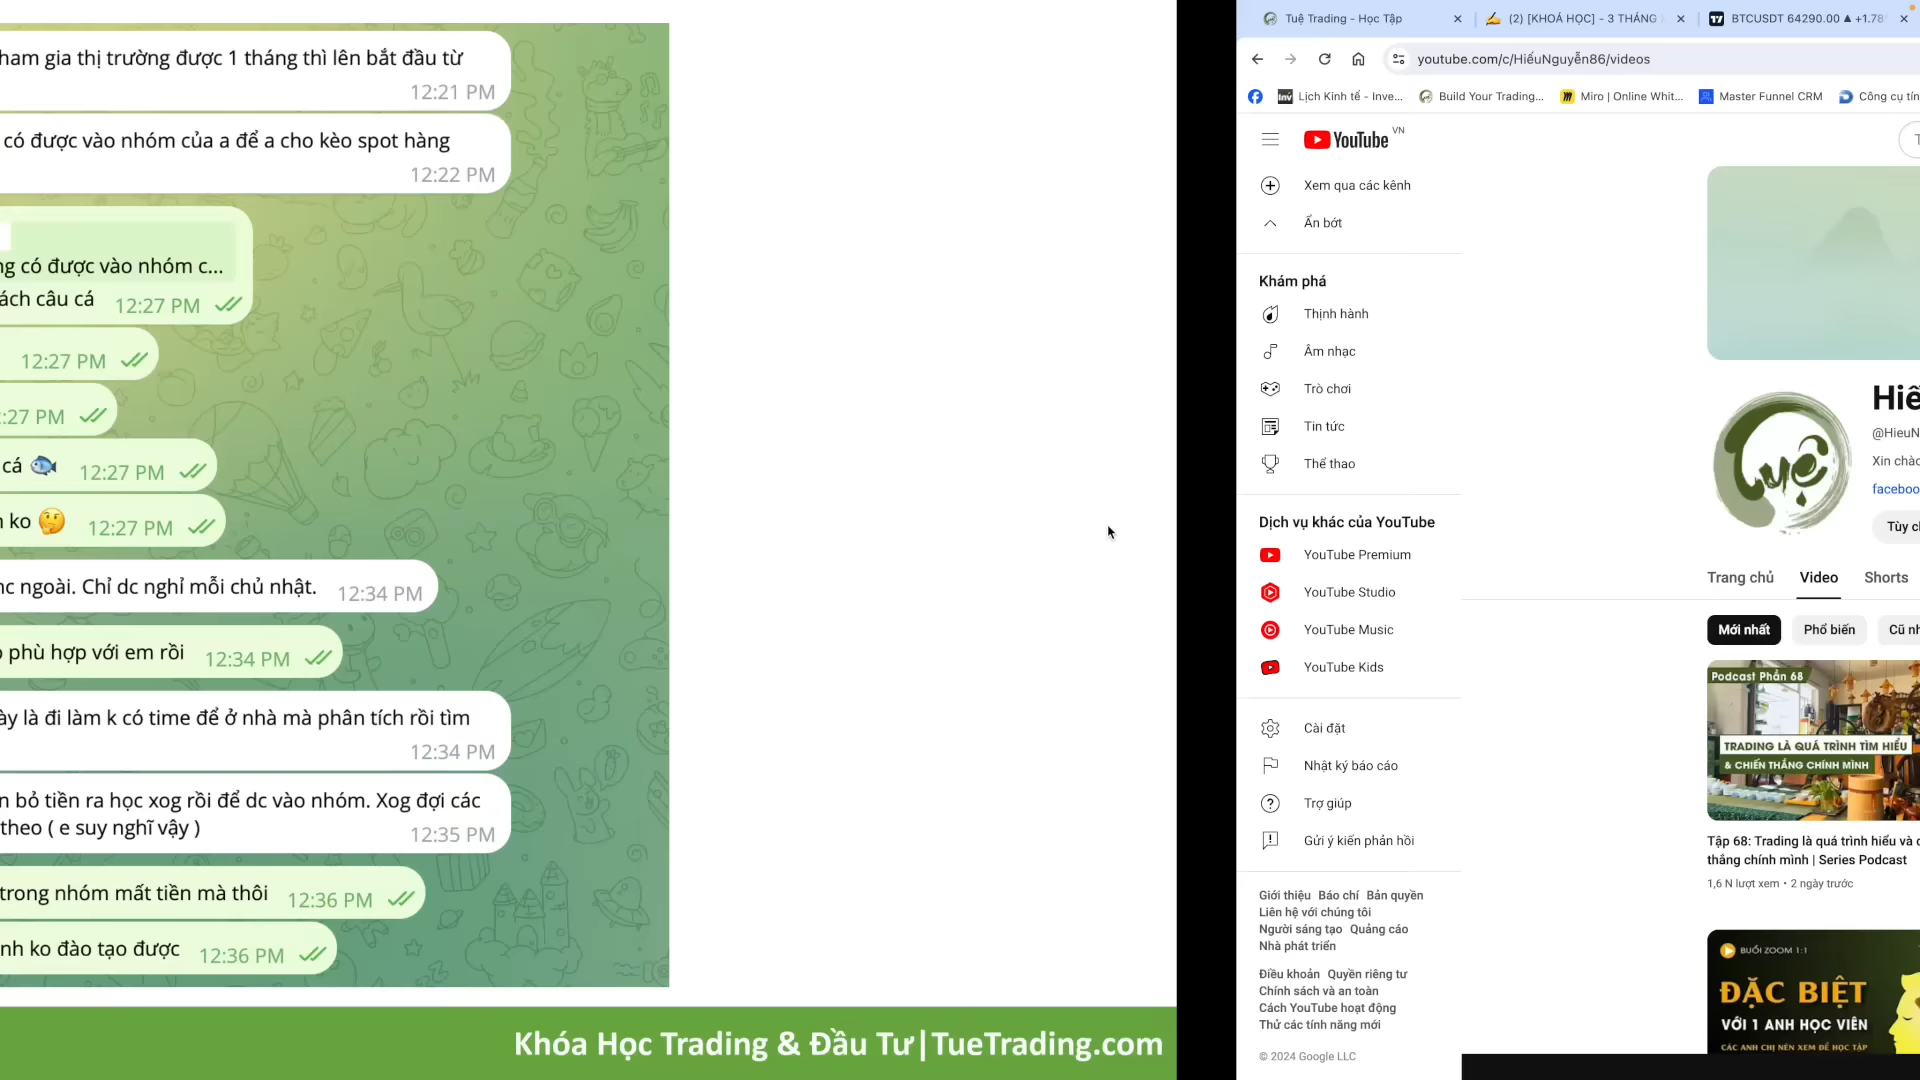 ham gia thị trường được 1 tháng thì lên bắt đầu từ
12:21 PM
có được vào nhóm của a để a cho kèo spot hàng
12:22 PM
ng có được vào nhóm c...
ách câu cá 12:27 PM
12:27 PM
:27 PM
cá 🐟 12:27 PM
ko 🤔 12:27 PM
ngoài. Chỉ dc nghỉ mỗi chủ nhật. 12:34 PM
phù hợp với em rồi 12:34 PM
ày là đi làm k có time để ở nhà mà phân tích rồi tìm
12:34 PM
n bỏ tiền ra học xog rồi để dc vào nhóm. Xog đợi các
theo ( e suy nghĩ vậy )
12:35 PM
trong nhóm mất tiền mà thôi 12:36 PM
nh ko đào tạo được 12:36 PM
Khóa Học Trading & Đầu Tư|TueTrading.com
Tuệ Trading - Học Tập
(2) [KHOÁ HỌC] - 3 THÁNG
BTCUSDT 64290.00 ▲ +1.78
youtube.com/c/HiếuNguyễn86/videos
Lịch Kinh tế - Inve...
Build Your Trading...
Miro | Online Whit...
Master Funnel CRM
Công cụ tín
YouTube VN
Xem qua các kênh
Ẩn bớt
Khám phá
Thịnh hành
Âm nhạc
Trò chơi
Tin tức
Thể thao
Dịch vụ khác của YouTube
YouTube Premium
YouTube Studio
YouTube Music
YouTube Kids
Cài đặt
Nhật ký báo cáo
Trợ giúp
Gửi ý kiến phản hồi
Giới thiệu Báo chí Bản quyền
Liên hệ với chúng tôi
Người sáng tạo Quảng cáo
Nhà phát triển
Điều khoản Quyền riêng tư
Chính sách và an toàn
Cách YouTube hoạt động
Thử các tính năng mới
© 2024 Google LLC
Tuệ
Hiế
@HieuN
Xin chào
faceboo
Tùy ch
Trang chủ Video Shorts
Mới nhất Phổ biến Cũ nh
Podcast Phần 68
TRADING LÀ QUÁ TRÌNH TÌM HIỂU
& CHIẾN THẮNG CHÍNH MÌNH
Tập 68: Trading là quá trình hiểu và c
thắng chính mình | Series Podcast
1,6 N lượt xem • 2 ngày trước
BUỔI ZOOM 1:1
ĐẶC BIỆT
VỚI 1 ANH HỌC VIÊN
CÁC ANH CHỊ NÊN XEM ĐỂ HỌC TẬP